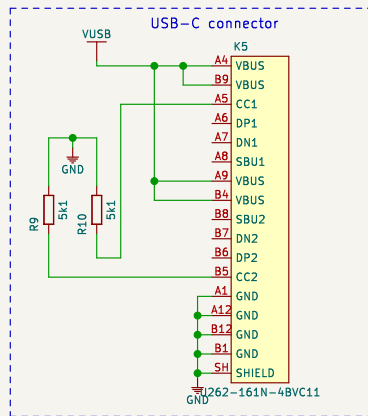 USB-C connector
VUSB
K5
A4 VBUS
B9 VBUS
A5 CC1
A6 DP1
A7 DN1
A8 SBU1
A9 VBUS
B4 VBUS
B8 SBU2
B7 DN2
B6 DP2
B5 CC2
A1 GND
A12 GND
B12 GND
B1 GND
SH SHIELD
GND
R9 5k1
R10 5k1
GND
U262-161N-4BVC11